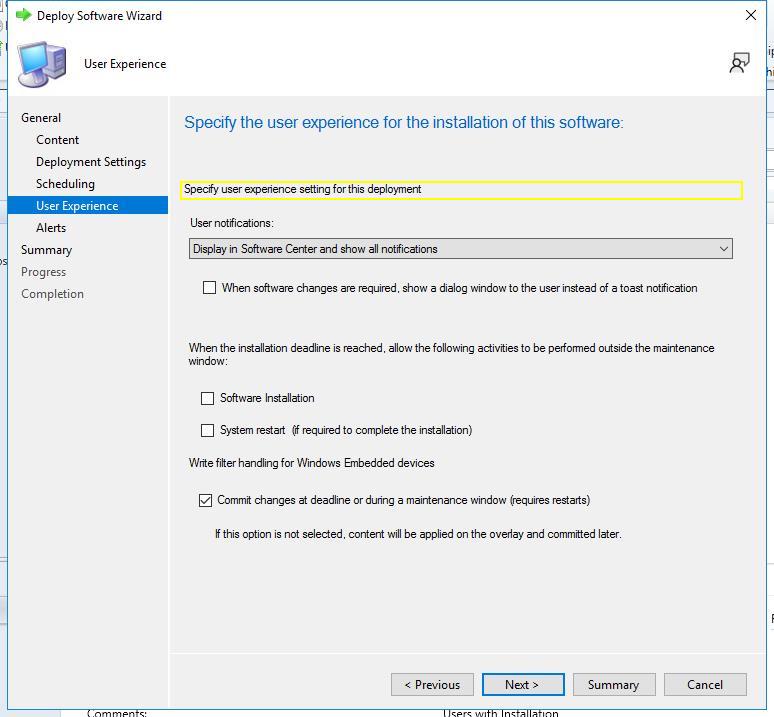 Deploy Software Wizard
User Experience
General
Content
Deployment Settings
Scheduling
User Experience
Alerts
Summary
Progress
Completion
Specify the user experience for the installation of this software:
Specify user experience setting for this deployment
User notifications:
Display in Software Center and show all notifications
When software changes are required, show a dialog window to the user instead of a toast notification
When the installation deadline is reached, allow the following activities to be performed outside the maintenance
window:
Software Installation
System restart (if required to complete the installation)
Write filter handling for Windows Embedded devices
Commit changes at deadline or during a maintenance window (requires restarts)
If this option is not selected, content will be applied on the overlay and committed later.
< Previous
Next >
Summary
Cancel
Comments:
Users with Installation